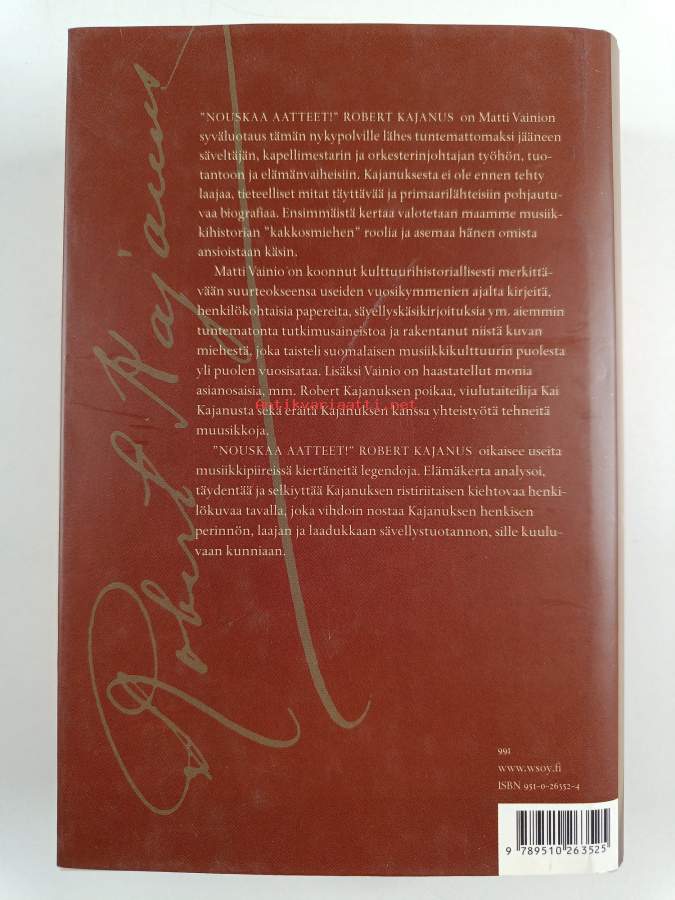 Robert Kajanus
"NOUSKAA AATTEET!" ROBERT KAJANUS on Matti Vainion
syväluotaus tämän nykypolville lähes tuntemattomaksi jääneen
säveltäjän, kapellimestarin ja orkesterinjohtajan työhön, tuo-
tantoon ja elämänvaiheisiin. Kajanuksesta ei ole ennen tehty
laajaa, tieteelliset mitat täyttävää ja primaarilähteisiin pohjautu-
vaa biografiaa. Ensimmäistä kertaa valotetaan maamme musiik-
kihistorian "kakkosmiehen" roolia ja asemaa hänen omista
ansioistaan käsin.
Matti Vainio on koonnut kulttuurihistoriallisesti merkittä-
vään suurteokseensa useiden vuosikymmenien ajalta kirjeitä,
henkilökohtaisia papereita, sävellyskäsikirjoituksia ym. aiemmin
tuntematonta tutkimusaineistoa ja rakentanut niistä kuvan
miehestä, joka taisteli suomalaisen musiikkikulttuurin puolesta
yli puolen vuosisataa. Lisäksi Vainio on haastatellut monia
asianosaisia, mm. Robert Kajanuksen poikaa, viulutaiteilija Kai
Kajanusta sekä eräitä Kajanuksen kanssa yhteistyötä tehneitä
antikvariaatti.net
muusikkoja.
"NOUSKAA AATTEET!" ROBERT KAJANUS oikaisee useita
musiikkipiireissä kiertäneitä legendoja. Elämäkerta analysoi,
täydentää ja selkiyttää Kajanuksen ristiriitaisen kiehtovaa henki-
lökuvaa tavalla, joka vihdoin nostaa Kajanuksen henkisen
perinnön, laajan ja laadukkaan sävellystuotannon, sille kuulu-
vaan kunniaan.
991
www.wsoy.fi
ISBN 951-0-26352-4
9 789510 263525